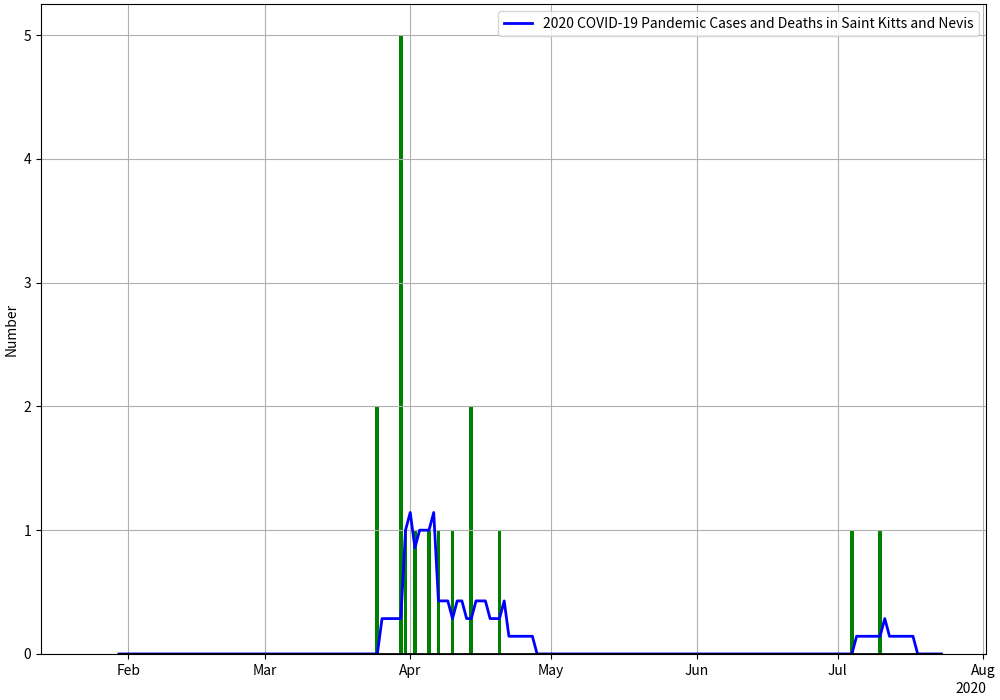 2020 COVID-19 Pandemic Cases and Deaths in Saint Kitts and Nevis
5
4
3
2
1
0
Number
Feb Mar Apr May Jun Jul Aug
2020